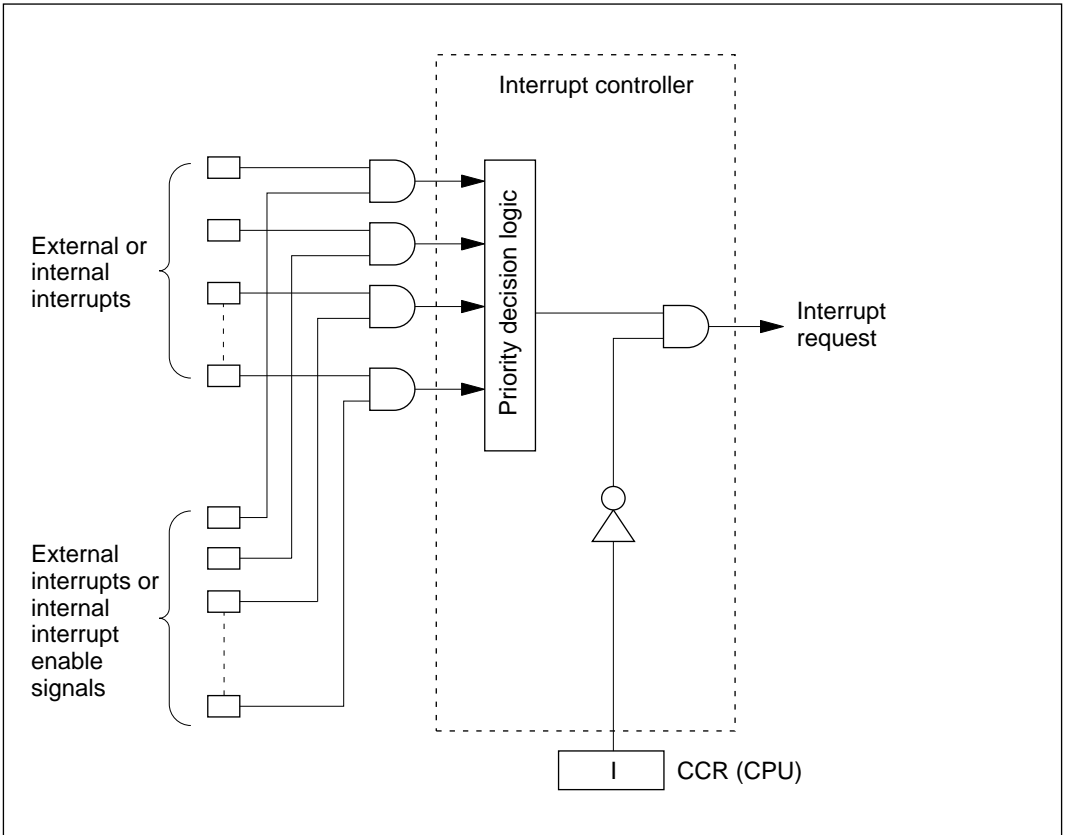 Interrupt controller
External or
internal
interrupts
Priority decision logic
Interrupt
request
External
interrupts or
internal
interrupt
enable
signals
I
CCR (CPU)